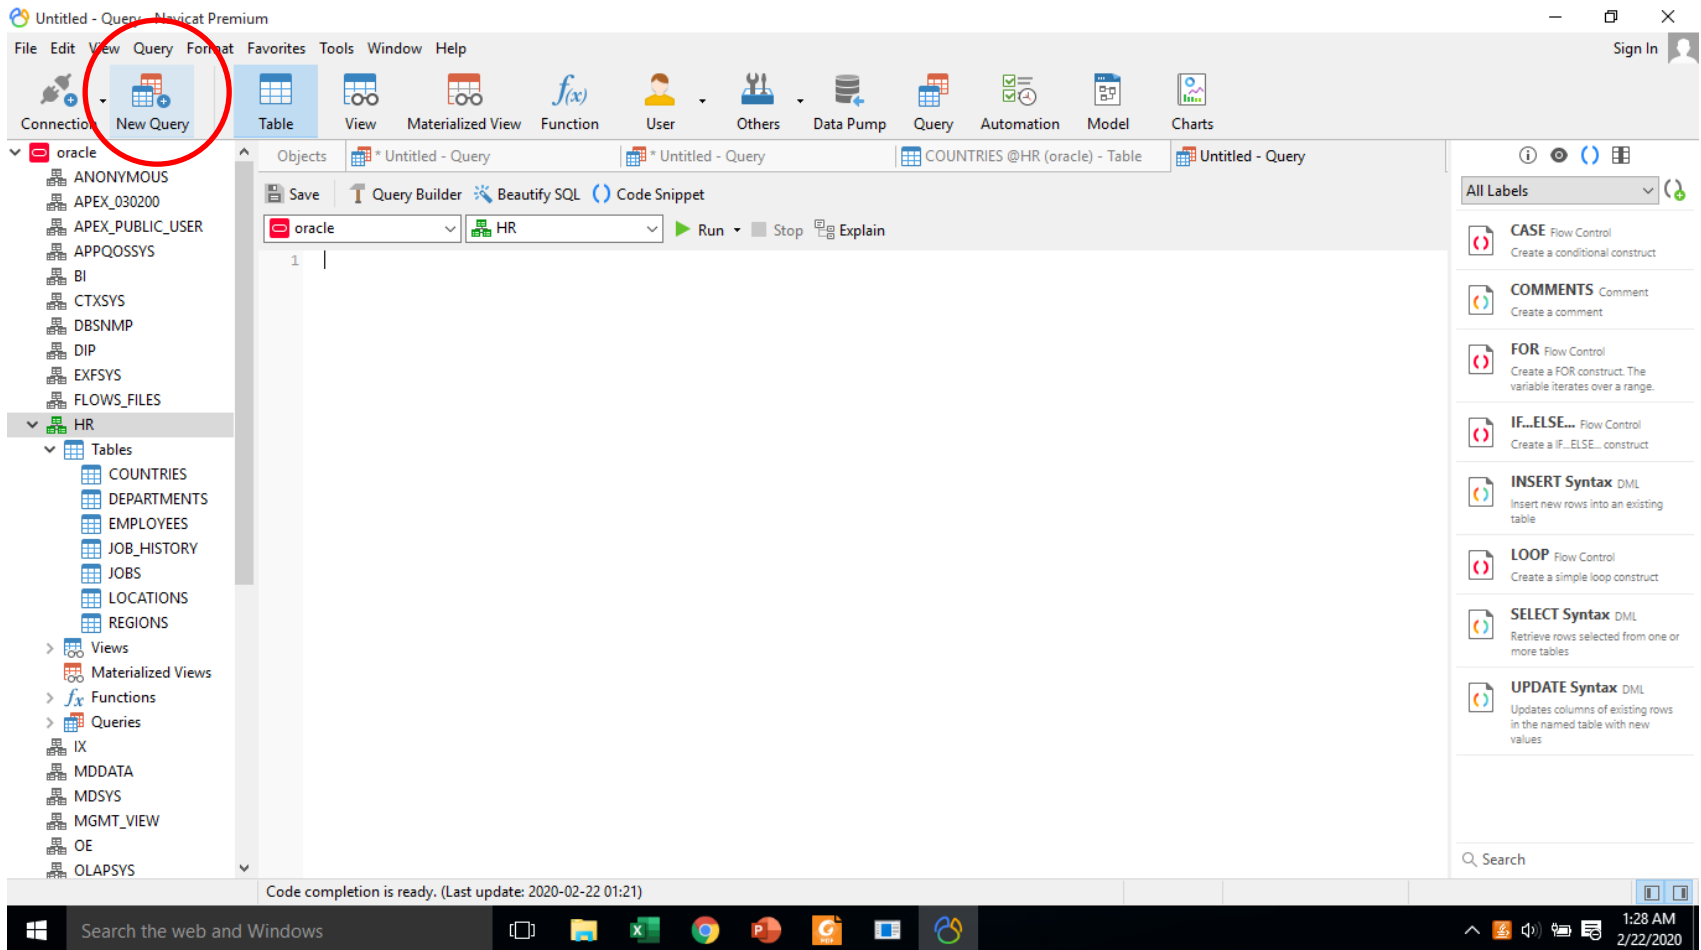 Untitled - Query - Navicat Premium
File Edit View Query Format Favorites Tools Window Help
Sign In
Connection New Query Table View Materialized View Function User Others Data Pump Query Automation Model Charts
oracle
ANONYMOUS
APEX_030200
APEX_PUBLIC_USER
APPQOSSYS
BI
CTXSYS
DBSNMP
DIP
EXFSYS
FLOWS_FILES
HR
Tables
COUNTRIES
DEPARTMENTS
EMPLOYEES
JOB_HISTORY
JOBS
LOCATIONS
REGIONS
Views
Materialized Views
Functions
Queries
IX
MDDATA
MDSYS
MGMT_VIEW
OE
OLAPSYS
Objects * Untitled - Query * Untitled - Query COUNTRIES @HR (oracle) - Table Untitled - Query
Save Query Builder Beautify SQL () Code Snippet
oracle HR Run Stop Explain
1
All Labels
CASE Flow Control
Create a conditional construct
COMMENTS Comment
Create a comment
FOR Flow Control
Create a FOR construct. The
variable iterates over a range.
IF...ELSE... Flow Control
Create a IF...ELSE... construct
INSERT Syntax DML
Insert new rows into an existing
table
LOOP Flow Control
Create a simple loop construct
SELECT Syntax DML
Retrieve rows selected from one or
more tables
UPDATE Syntax DML
Updates columns of existing rows
in the named table with new
values
Search
Code completion is ready. (Last update: 2020-02-22 01:21)
Search the web and Windows
1:28 AM
2/22/2020